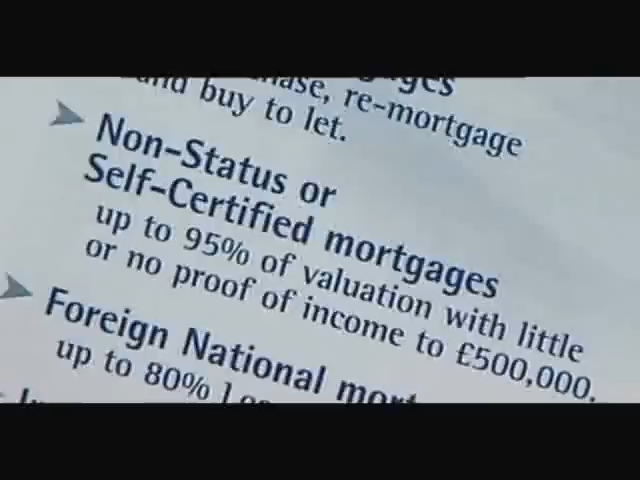 and buy to let.
re-mortgage
Non-Status or
Self-Certified mortgages
up to 95% of valuation with little
or no proof of income to £500,000.
Foreign National
up to 80%